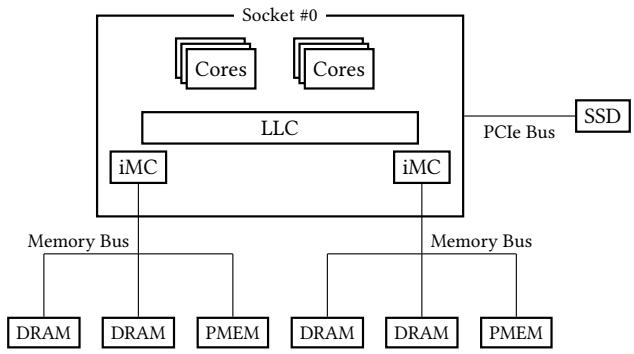 Socket #0
Cores
Cores
LLC
iMC
iMC
PCIe Bus
SSD
Memory Bus
Memory Bus
DRAM
DRAM
PMEM
DRAM
DRAM
PMEM